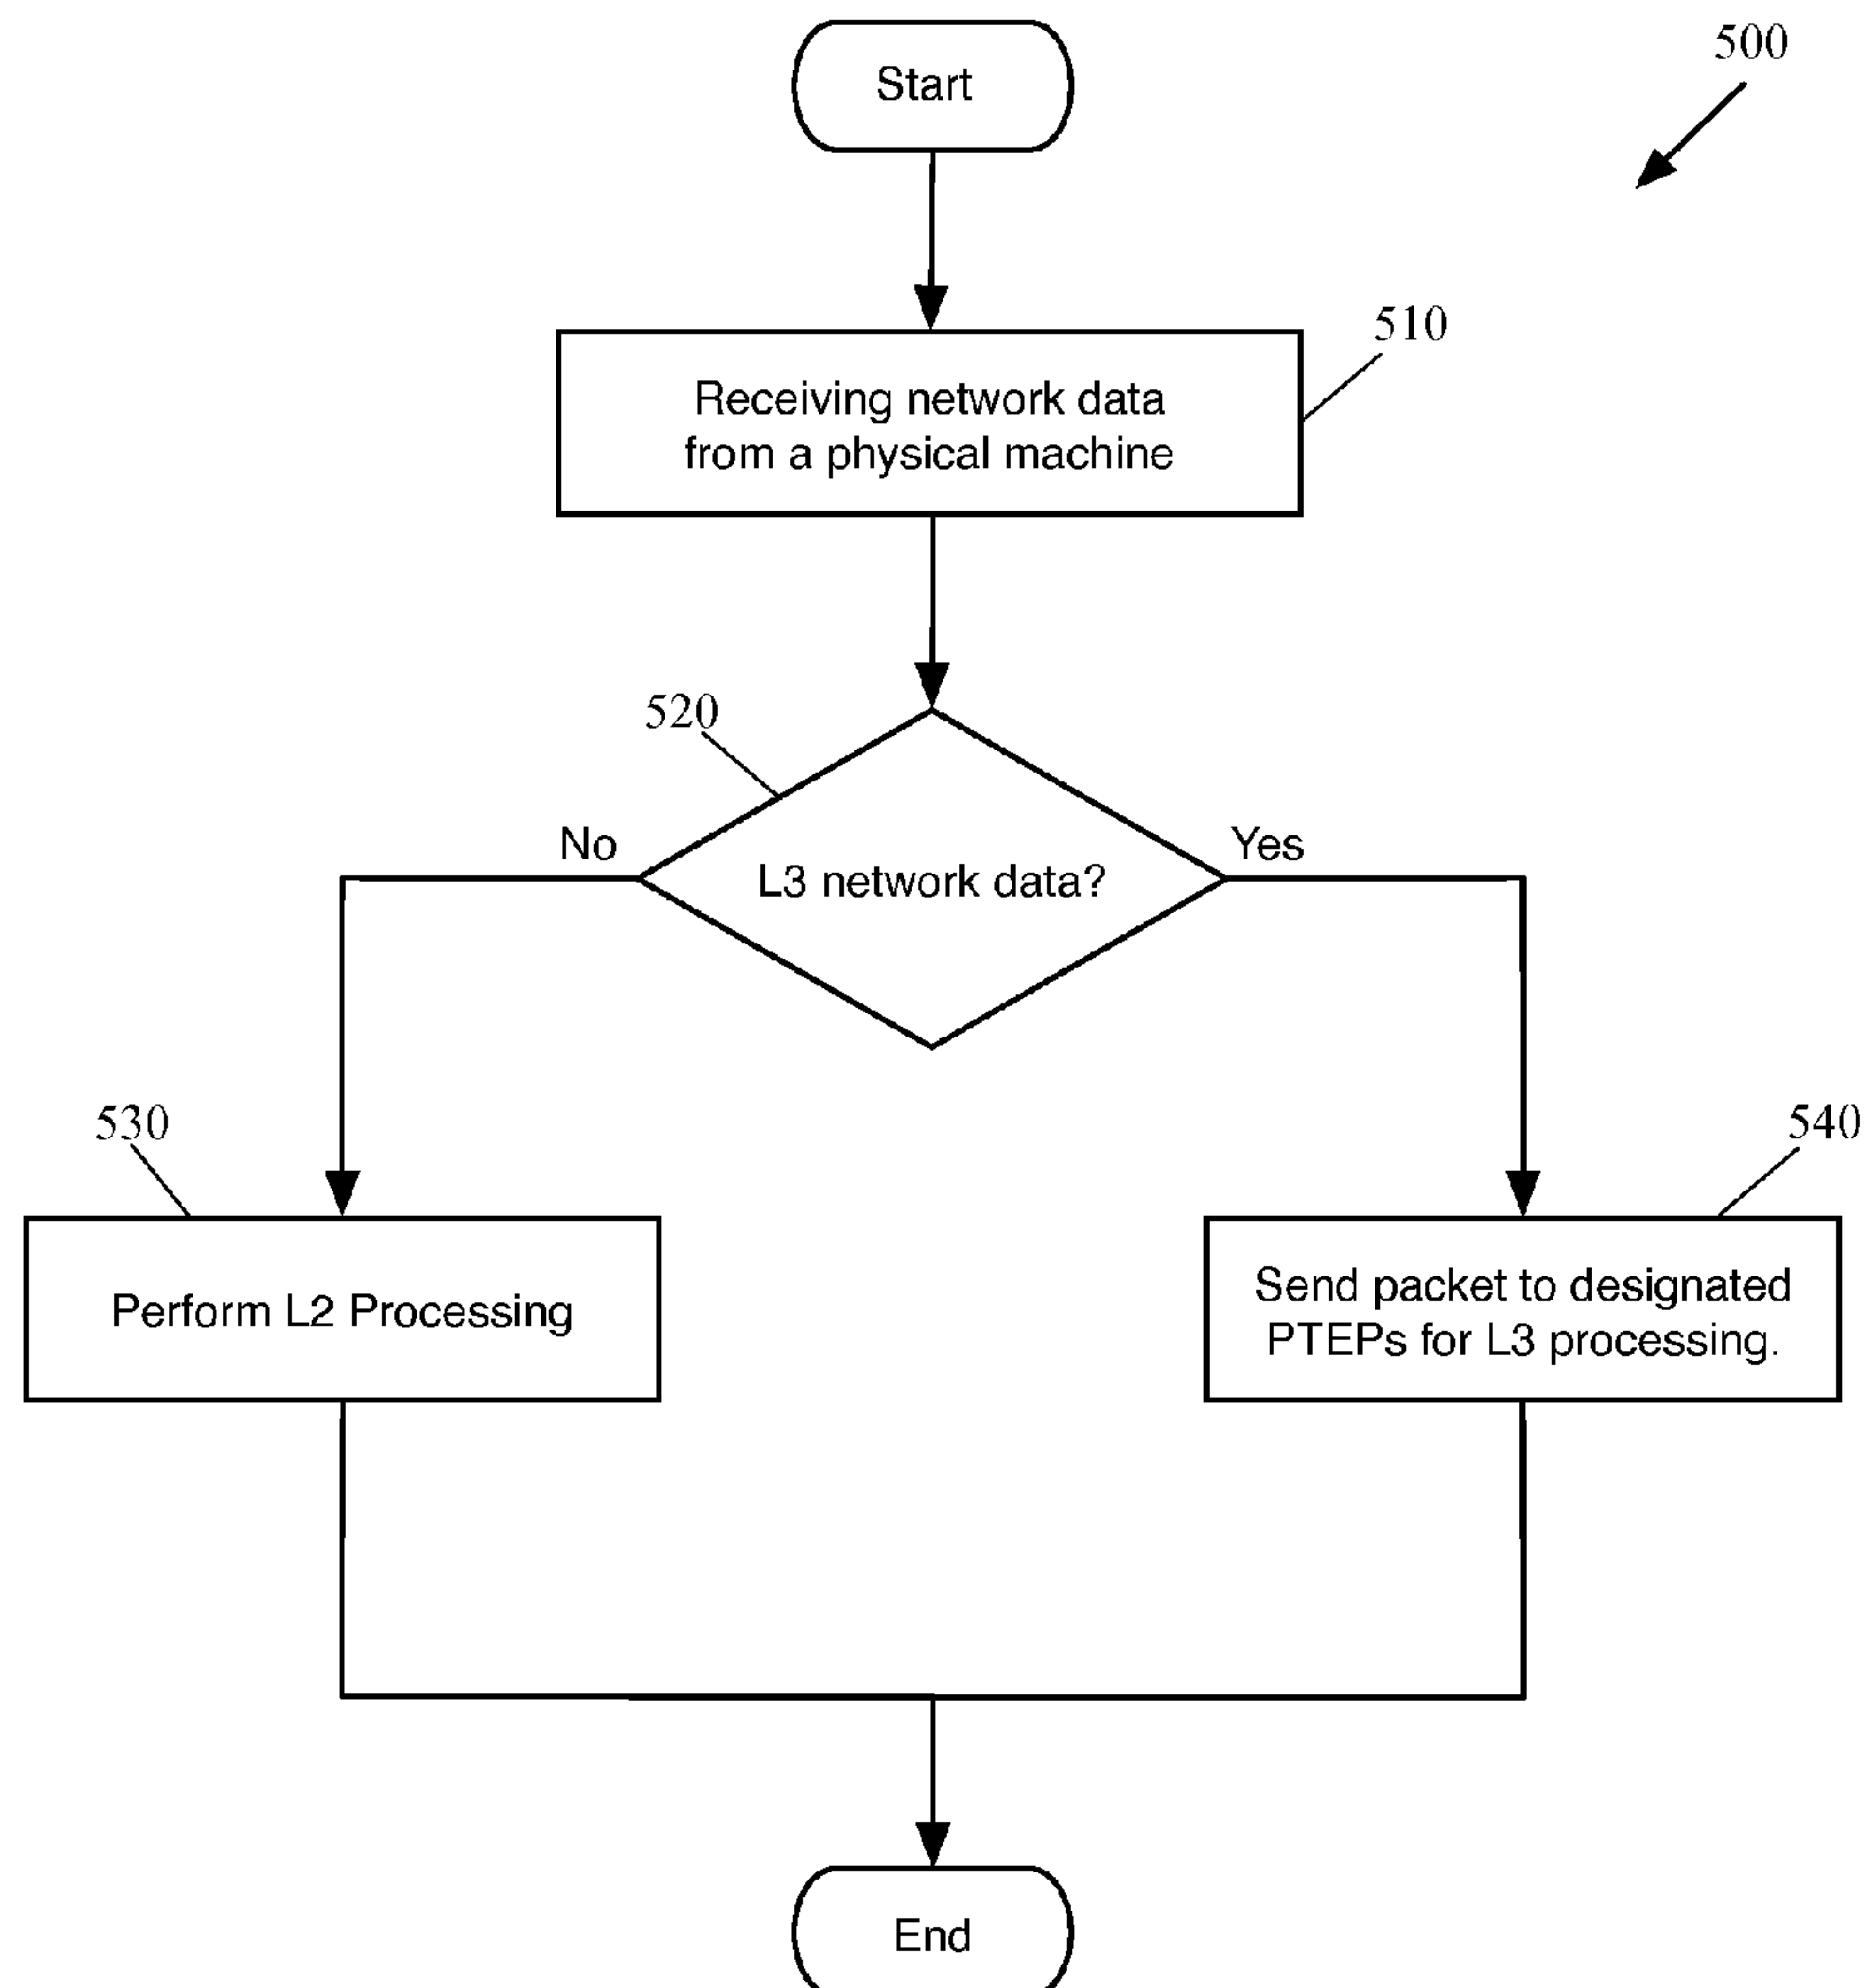 Start
500
510
Receiving network data
from a physical machine
520
No
Yes
L3 network data?
530
540
Perform L2 Processing
Send packet to designated
PTEPs for L3 processing.
End